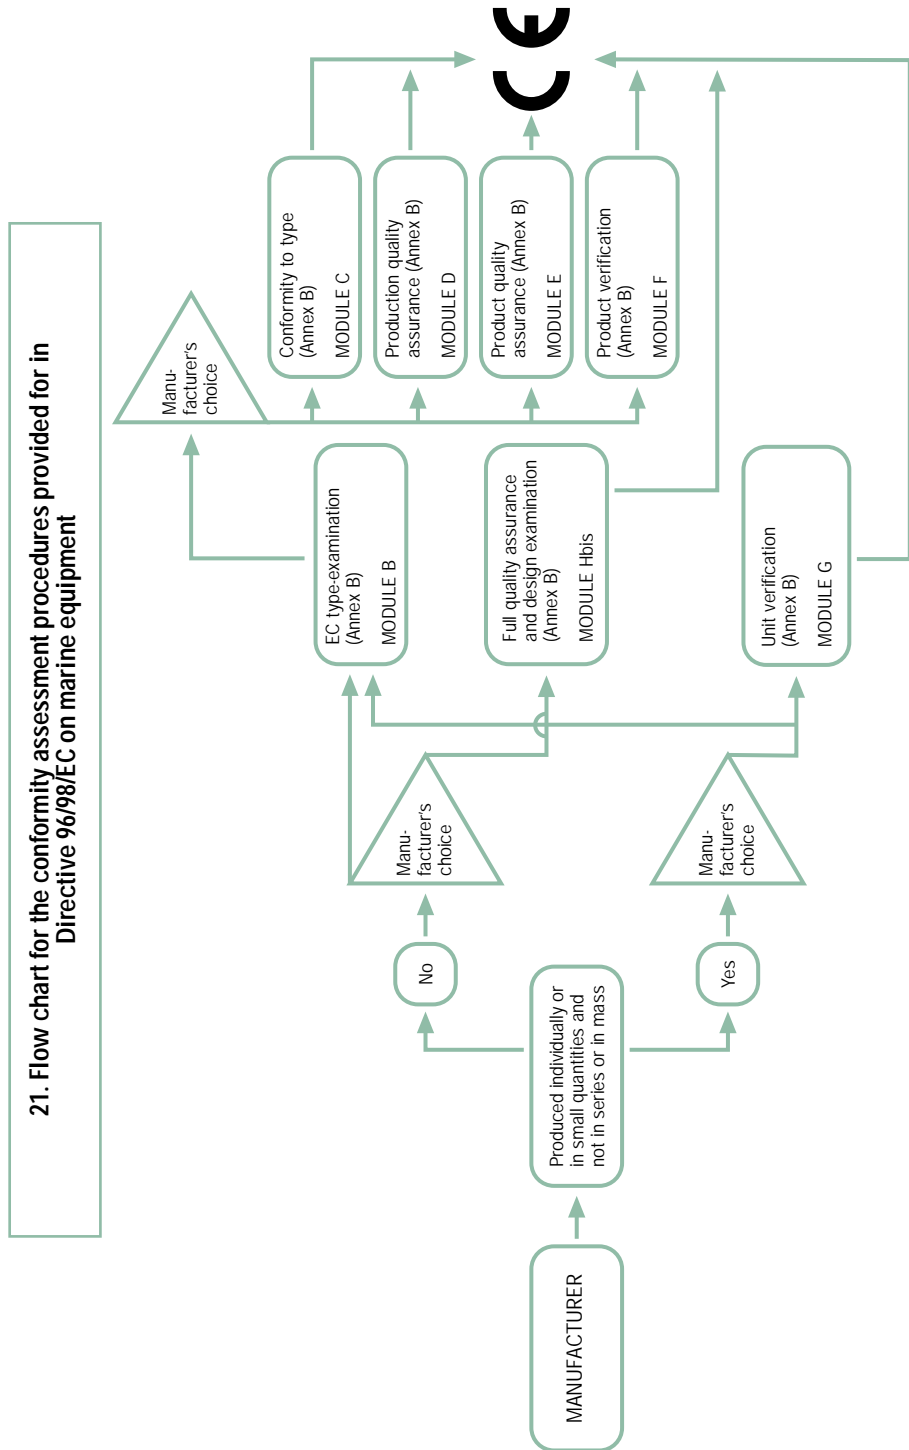 21. Flow chart for the conformity assessment procedures provided for in
Directive 96/98/EC on marine equipment
MANUFACTURER
Produced individually or
in small quantities and
not in series or in mass
No
Yes
Manu-
facturer's
choice
Manu-
facturer's
choice
EC type-examination
(Annex B)
MODULE B
Full quality assurance
and design examination
(Annex B)
MODULE Hbis
Unit verification
(Annex B)
MODULE G
Manu-
facturer's
choice
Conformity to type
(Annex B)
MODULE C
Production quality
assurance (Annex B)
MODULE D
Product quality
assurance (Annex B)
MODULE E
Product verification
(Annex B)
MODULE F
CE